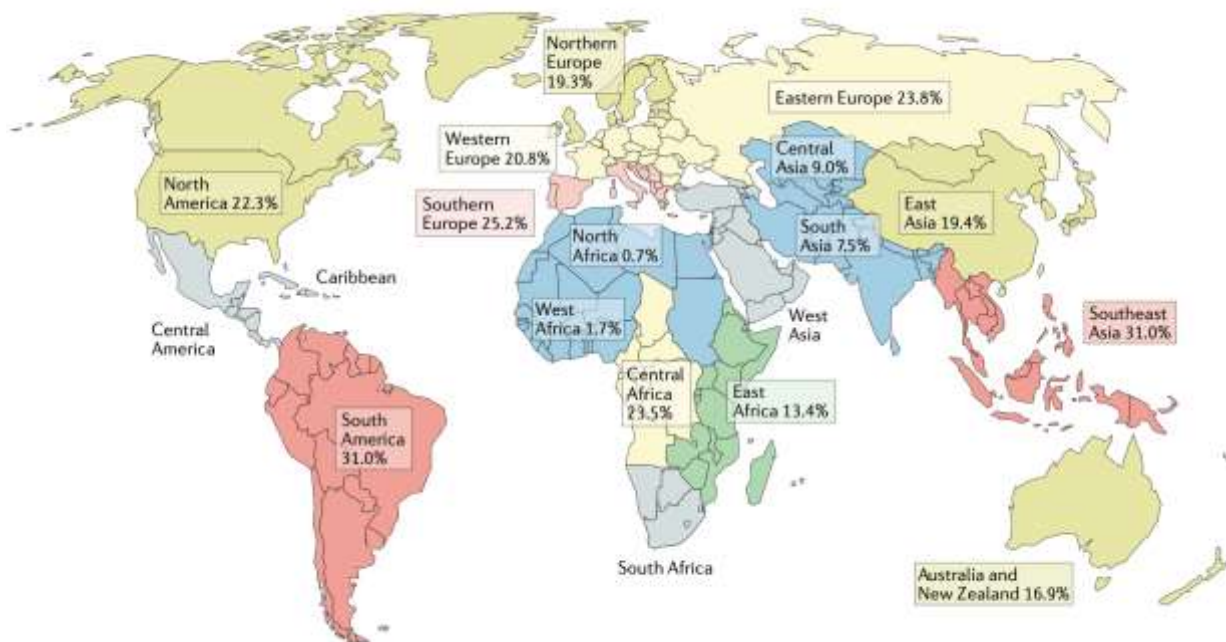 Northern
Europe
19.3%
Eastern Europe 23.8%
Western
Europe 20.8%
Central
Asia 9.0%
North
America 22.3%
Southern
Europe 25.2%
East
Asia 19.4%
North
Africa 0.7%
South
Asia 7.5%
Caribbean
West
Africa 1.7%
West
Asia
Southeast
Asia 31.0%
Central
America
Central
Africa
23.5%
East
Africa 13.4%
South
America
31.0%
South Africa
Australia and
New Zealand 16.9%